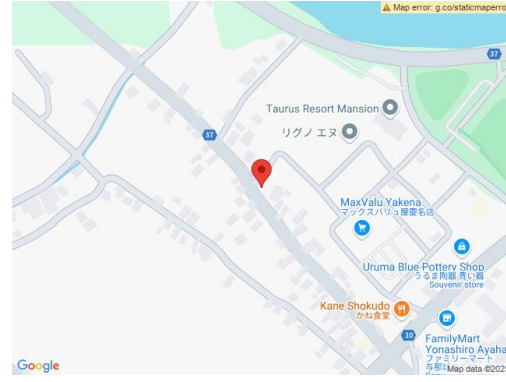 Map error: g.co/staticmaperro
37
Taurus Resort Mansion
リグノ エヌ
37
MaxValu Yakena
マックスバリュ屋慶名店
Uruma Blue Pottery Shop
うるま陶器 青い器
Souvenir store
Kane Shokudo
かね食堂
10
FamilyMart
Yonashiro Ayaha
ファミリーマート
Google
Map data ©2025